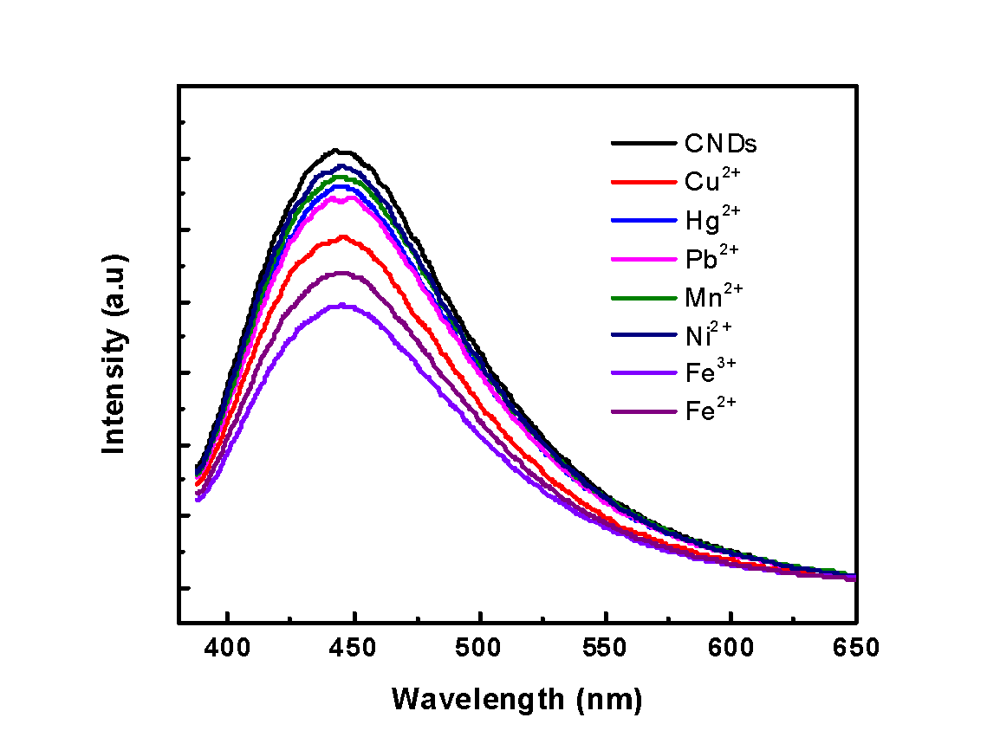 CNDs
Cu²⁺
Hg²⁺
Pb²⁺
Mn²⁺
Ni²⁺
Fe³⁺
Fe²⁺
Intensity (a.u)
400 450 500 550 600 650
Wavelength (nm)